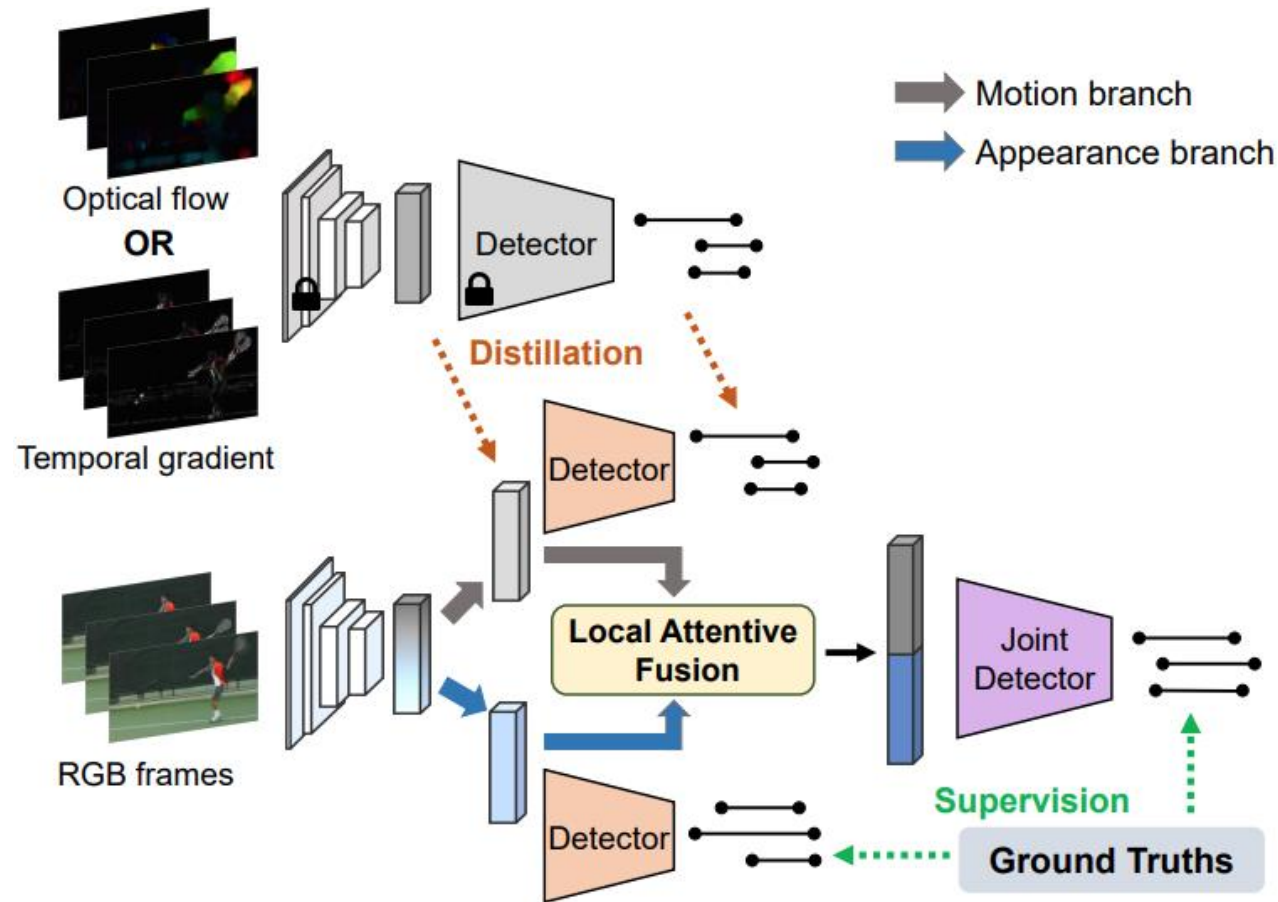 Motion branch
Appearance branch
Optical flow
OR
Temporal gradient
Detector
Distillation
Detector
RGB frames
Local Attentive
Fusion
Joint
Detector
Detector
Supervision
Ground Truths